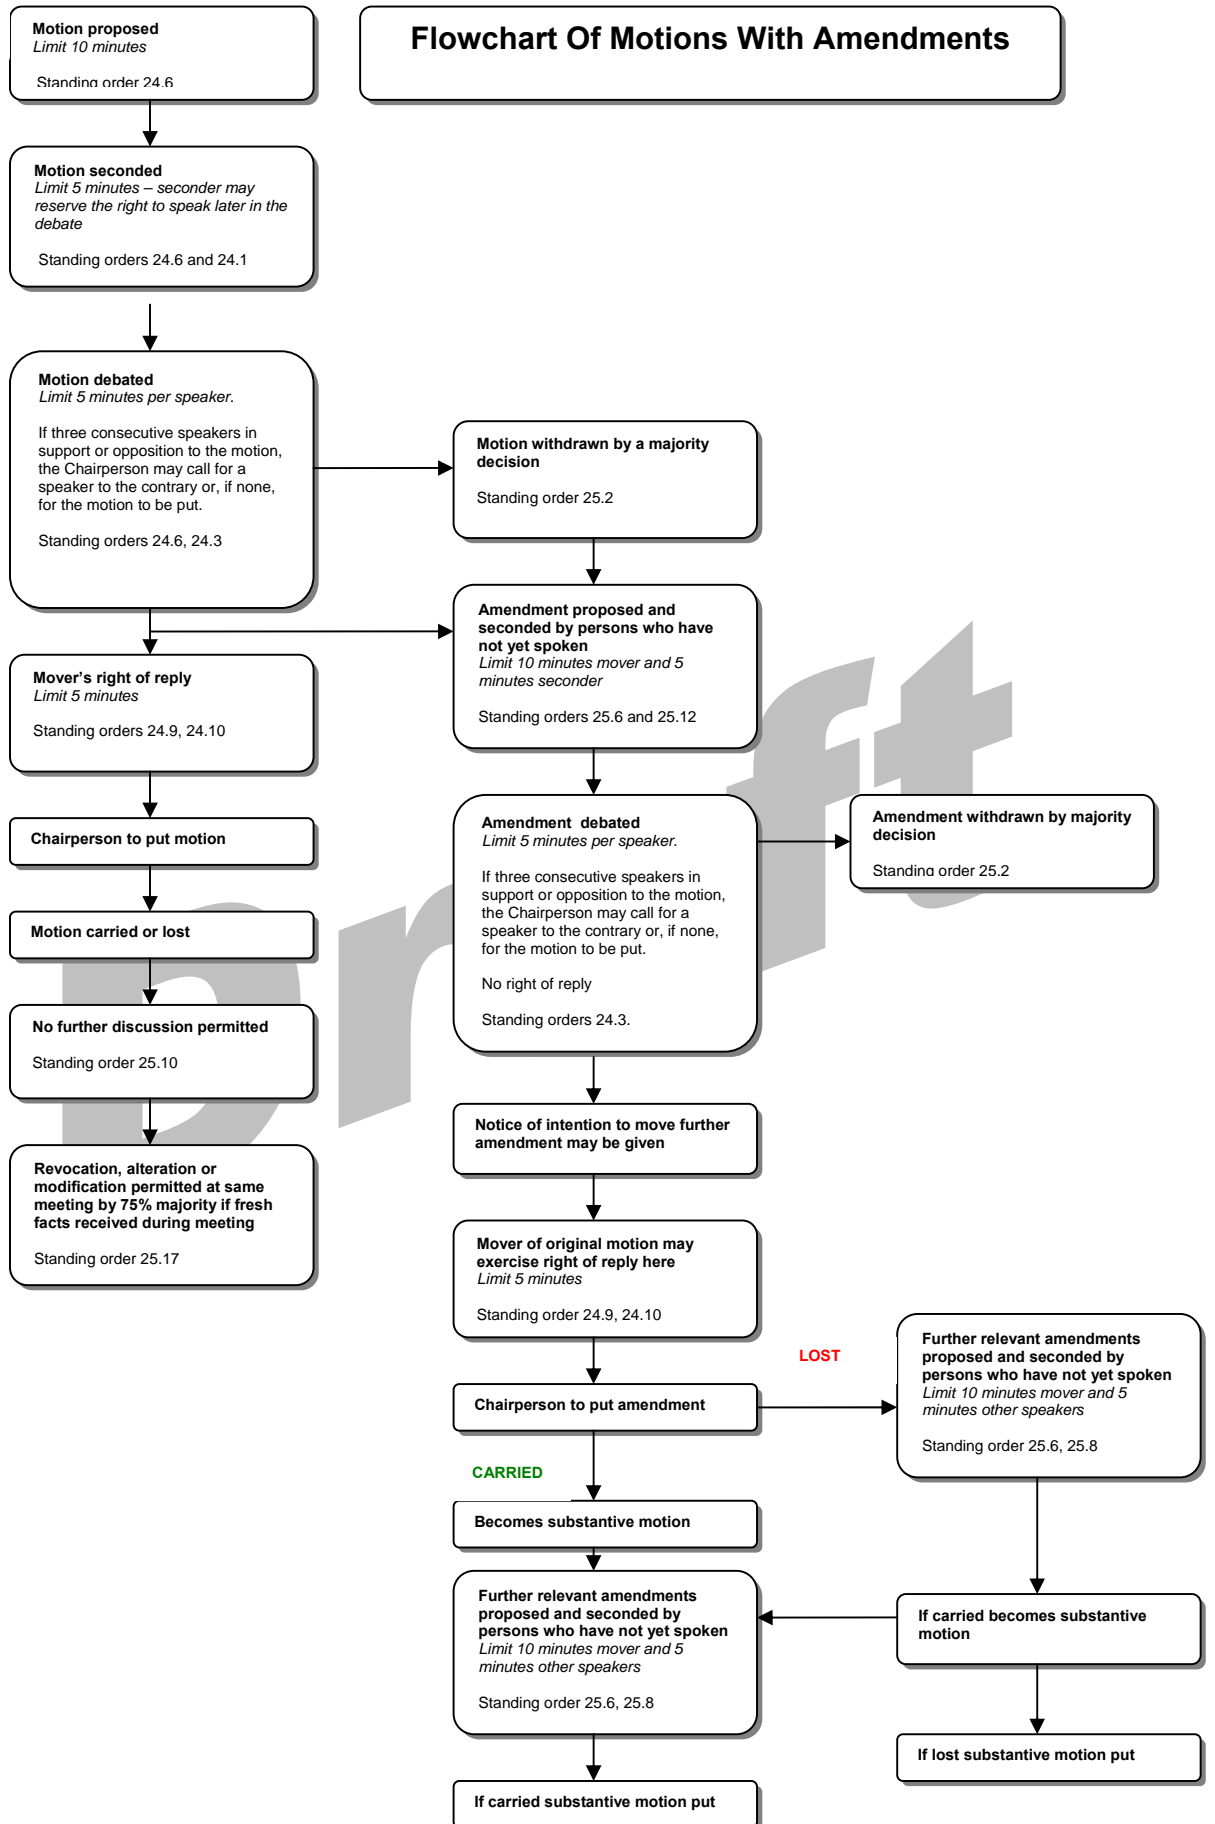 Flowchart Of Motions With Amendments
Motion proposed
Limit 10 minutes
Standing order 24.6
Motion seconded
Limit 5 minutes – seconder may
reserve the right to speak later in the
debate
Standing orders 24.6 and 24.1
Motion debated
Limit 5 minutes per speaker.
If three consecutive speakers in
support or opposition to the motion,
the Chairperson may call for a
speaker to the contrary or, if none,
for the motion to be put.
Standing orders 24.6, 24.3
Mover's right of reply
Limit 5 minutes
Standing orders 24.9, 24.10
Chairperson to put motion
Motion carried or lost
No further discussion permitted
Standing order 25.10
Revocation, alteration or
modification permitted at same
meeting by 75% majority if fresh
facts received during meeting
Standing order 25.17
Motion withdrawn by a majority
decision
Standing order 25.2
Amendment proposed and
seconded by persons who have
not yet spoken
Limit 10 minutes mover and 5
minutes seconder
Standing orders 25.6 and 25.12
Amendment  debated
Limit 5 minutes per speaker.
If three consecutive speakers in
support or opposition to the motion,
the Chairperson may call for a
speaker to the contrary or, if none,
for the motion to be put.
No right of reply
Standing orders 24.3.
Amendment withdrawn by majority
decision
Standing order 25.2
Notice of intention to move further
amendment may be given
Mover of original motion may
exercise right of reply here
Limit 5 minutes
Standing order 24.9, 24.10
Chairperson to put amendment
LOST
Further relevant amendments
proposed and seconded by
persons who have not yet spoken
Limit 10 minutes mover and 5
minutes other speakers
Standing order 25.6, 25.8
CARRIED
Becomes substantive motion
Further relevant amendments
proposed and seconded by
persons who have not yet spoken
Limit 10 minutes mover and 5
minutes other speakers
Standing order 25.6, 25.8
If carried becomes substantive
motion
If lost substantive motion put
If carried substantive motion put
Draft